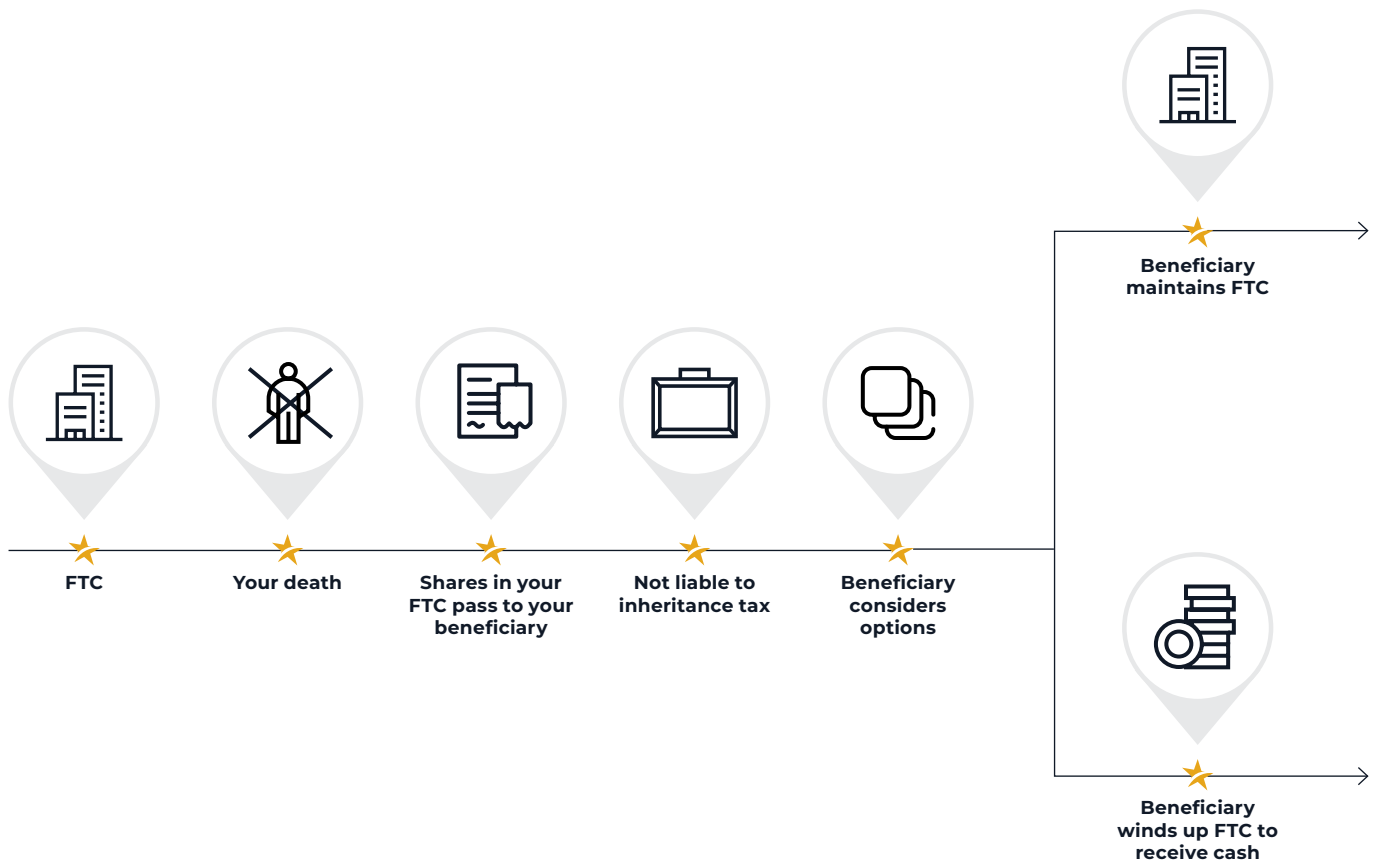 FTC
Your death
Shares in your
FTC pass to your
beneficiary
Not liable to
inheritance tax
Beneficiary
considers
options
Beneficiary
maintains FTC
Beneficiary
winds up FTC to
receive cash